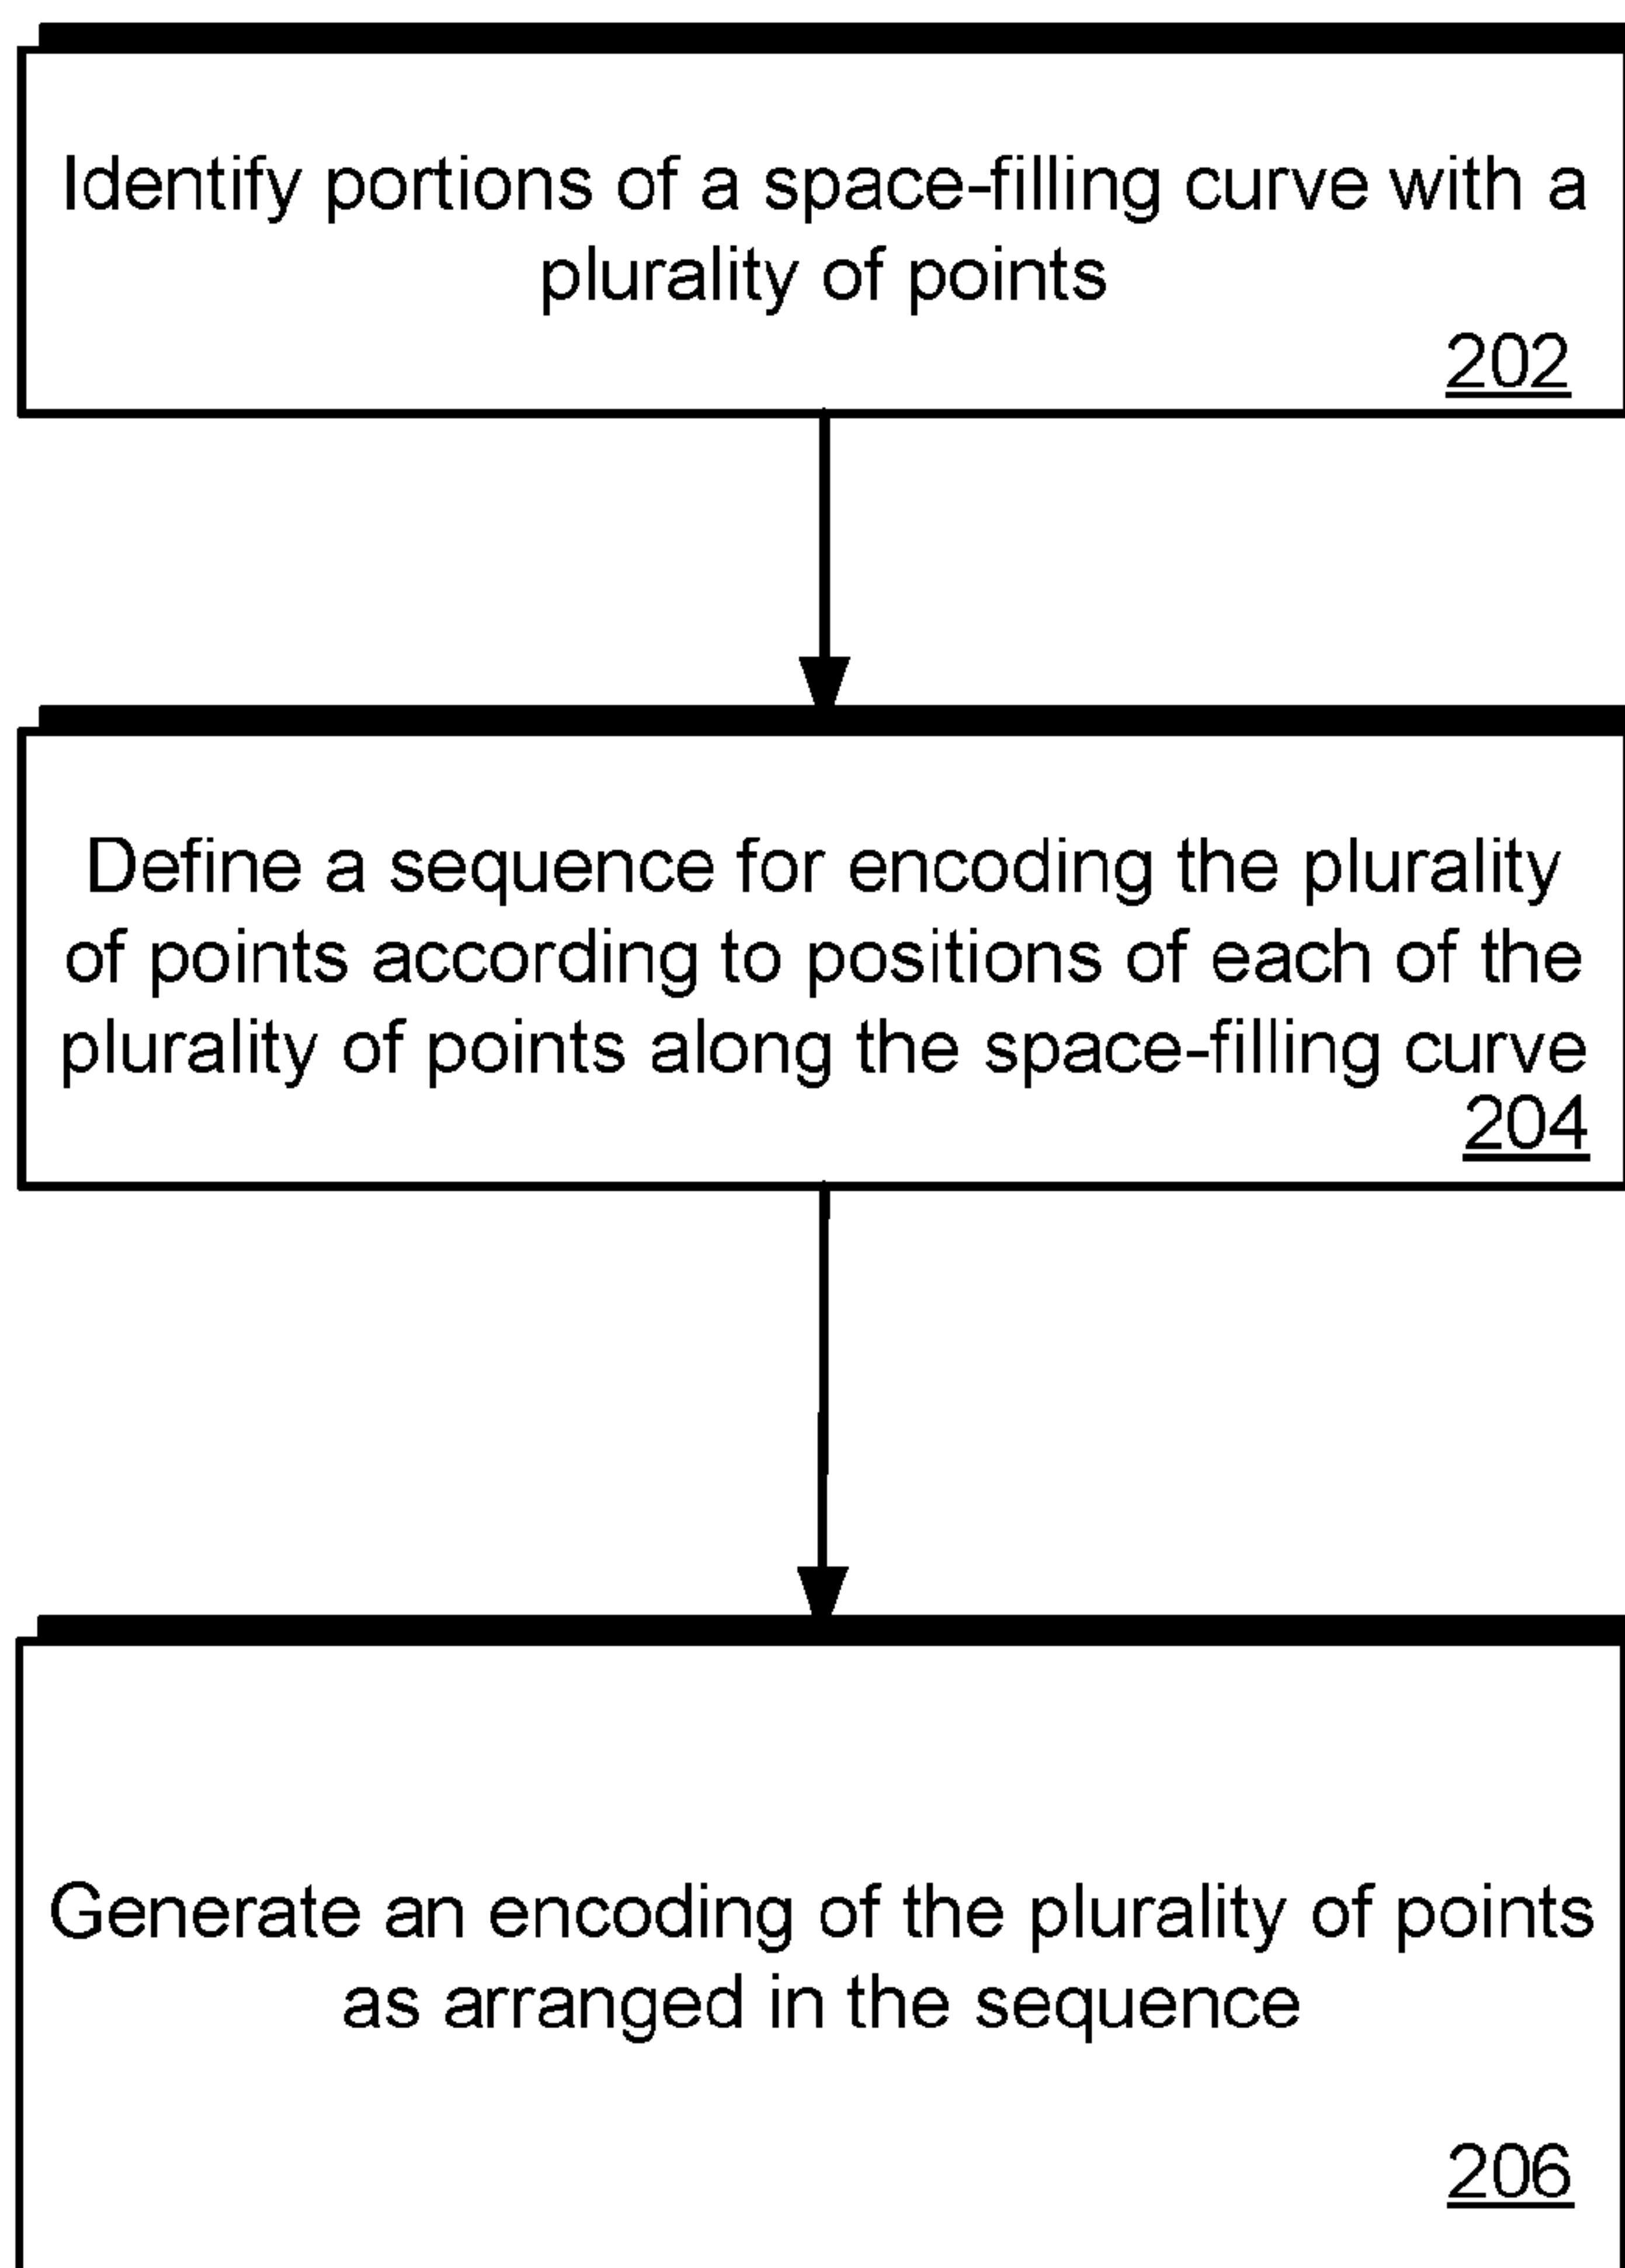 Identify portions of a space-filling curve with a
plurality of points
202
Define a sequence for encoding the plurality
of points according to positions of each of the
plurality of points along the space-filling curve
204
Generate an encoding of the plurality of points
as arranged in the sequence
206